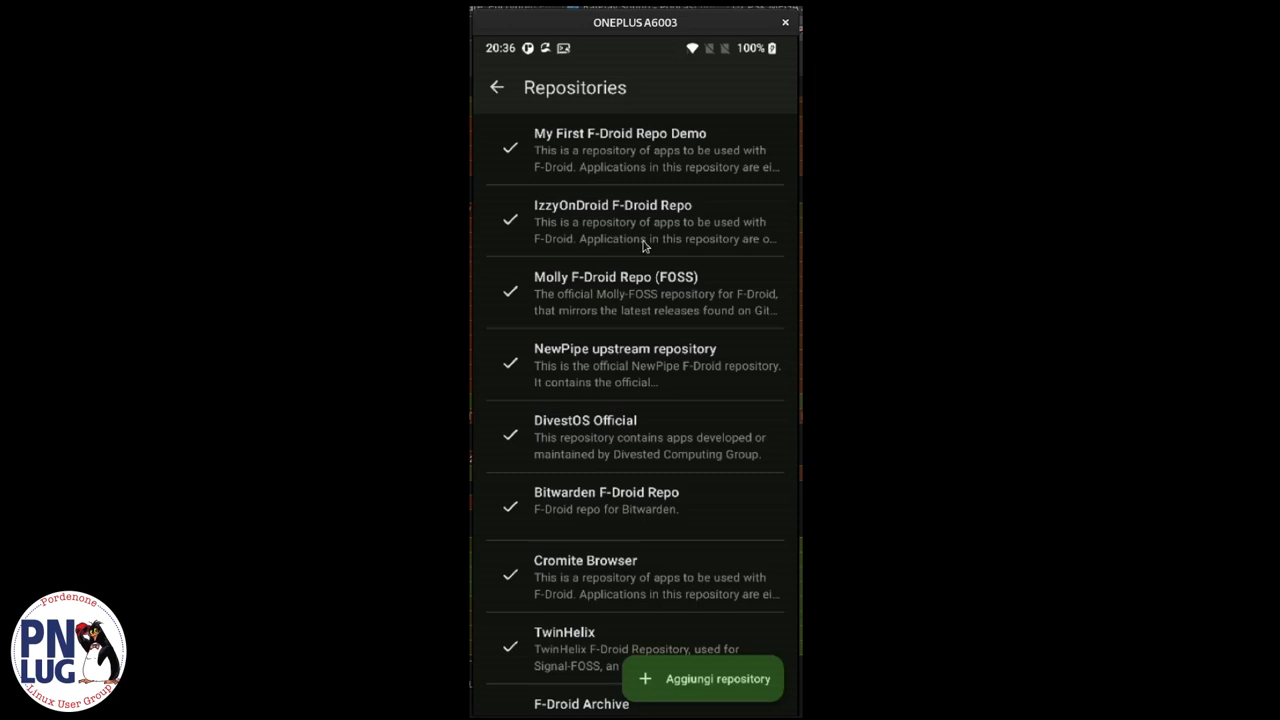 ONEPLUS A6003
20:36
100%
Repositories
My First F-Droid Repo Demo
This is a repository of apps to be used with
F-Droid. Applications in this repository are ei…
IzzyOnDroid F-Droid Repo
This is a repository of apps to be used with
F-Droid. Applications in this repository are o…
Molly F-Droid Repo (FOSS)
The official Molly-FOSS repository for F-Droid,
that mirrors the latest releases found on Git…
NewPipe upstream repository
This is the official NewPipe F-Droid repository.
It contains the official…
DivestOS Official
This repository contains apps developed or
maintained by Divested Computing Group.
Bitwarden F-Droid Repo
F-Droid repo for Bitwarden.
Cromite Browser
This is a repository of apps to be used with
F-Droid. Applications in this repository are ei…
TwinHelix
TwinHelix F-Droid Repository, used for
Signal-FOSS, an
Aggiungi repository
F-Droid Archive
Pordenone
PN
LUG
Linux User Group